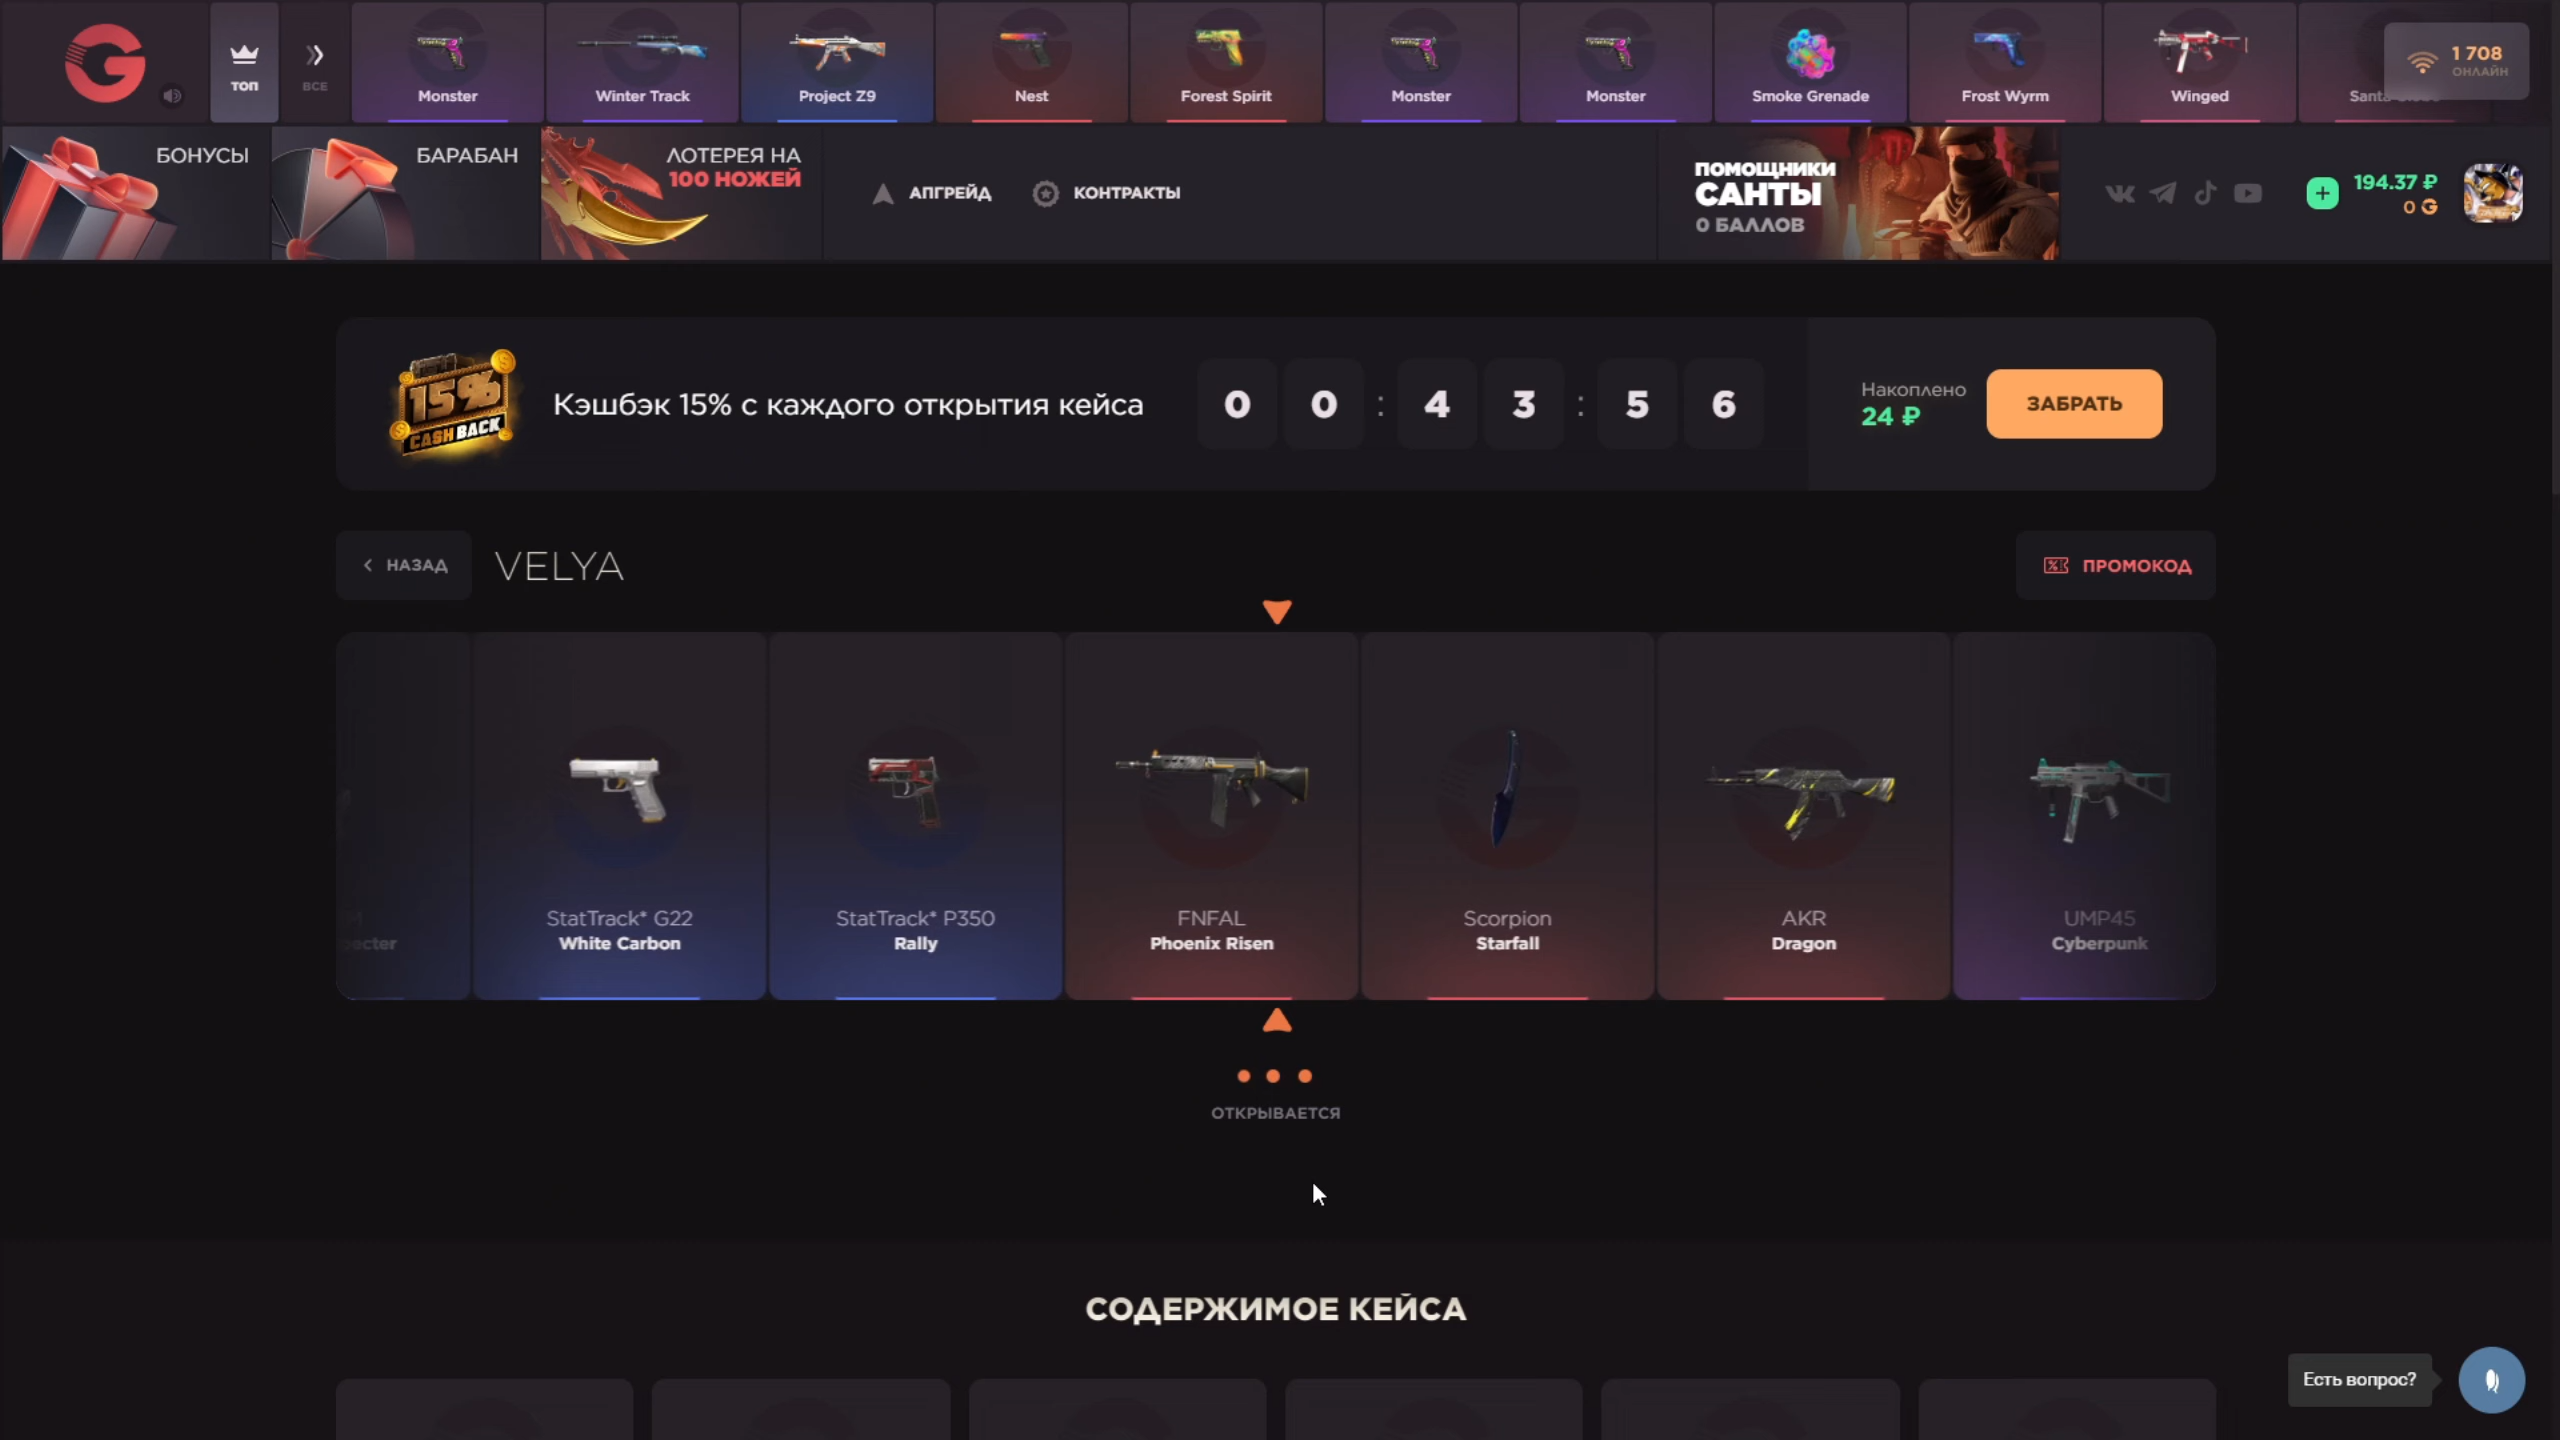 ТОП
ВСЕ
Monster
Winter Track
Project Z9
Nest
Forest Spirit
Monster
Monster
Smoke Grenade
Frost Wyrm
Winged
Santa
1 708
ОНЛАЙН
БОНУСЫ
БАРАБАН
ЛОТЕРЕЯ НА
100 НОЖЕЙ
АПГРЕЙД
КОНТРАКТЫ
ПОМОЩНИКИ
САНТЫ
0 БАЛЛОВ
194.37 ₽
0 G
15%
CASH BACK
Кэшбэк 15% с каждого открытия кейса
0 0 : 4 3 : 5 6
Накоплено
24 ₽
ЗАБРАТЬ
НАЗАД
VELYA
ПРОМОКОД
StatTrack* G22
White Carbon
StatTrack* P350
Rally
FNFAL
Phoenix Risen
Scorpion
Starfall
AKR
Dragon
UMP45
Cyberpunk
ОТКРЫВАЕТСЯ
СОДЕРЖИМОЕ КЕЙСА
Есть вопрос?